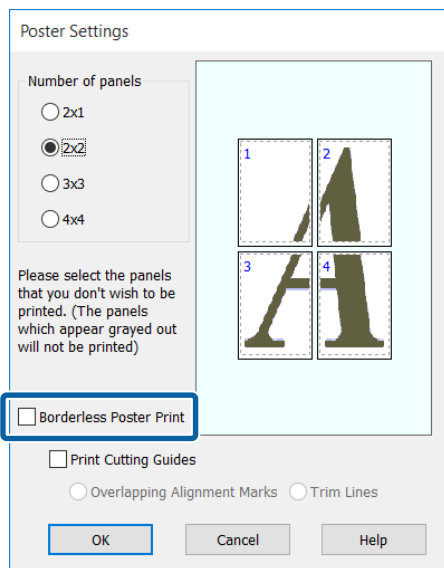 Poster Settings
Number of panels
2x1
2x2
3x3
4x4
1
2
3
4
Please select the panels
that you don't wish to be
printed. (The panels
which appear grayed out
will not be printed)
Borderless Poster Print
Print Cutting Guides
Overlapping Alignment Marks Trim Lines
OK Cancel Help